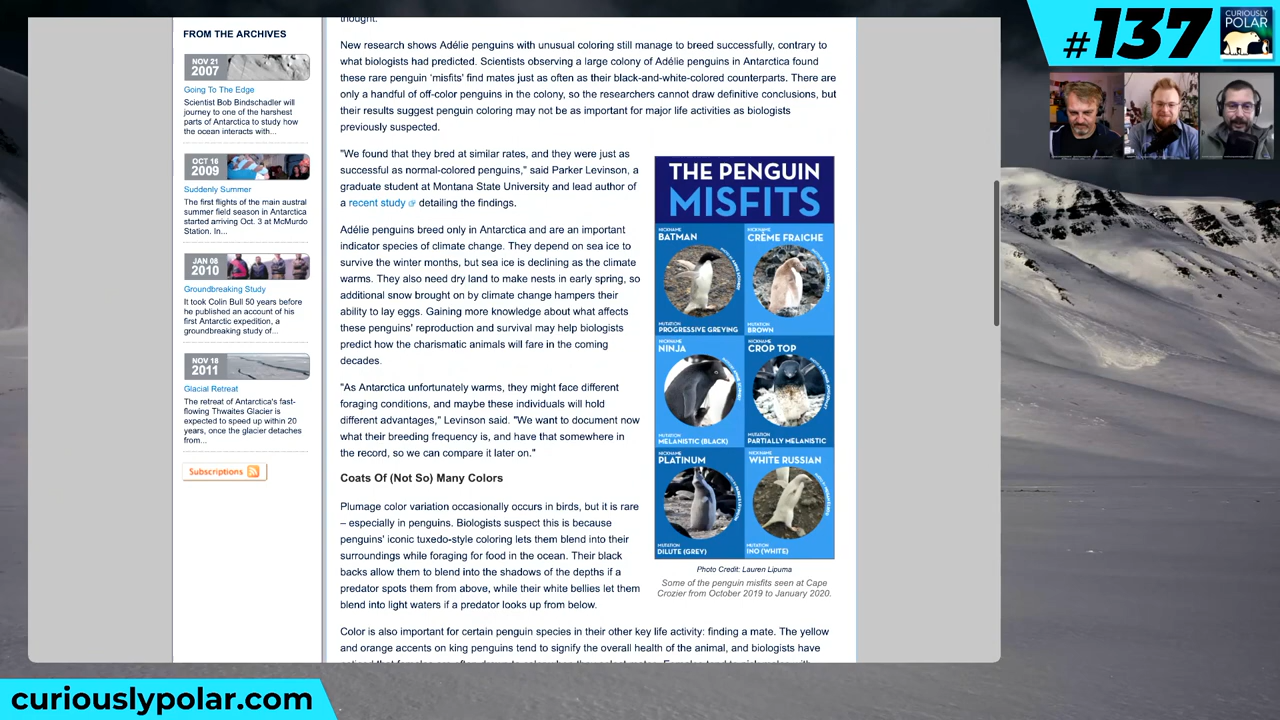 #137
CURIOUSLY
POLAR
FROM THE ARCHIVES
NOV 21
2007
Going To The Edge
Scientist Bob Bindschadler will
journey to one of the harshest
parts of Antarctica to study how
the ocean interacts with...
OCT 16
2009
Suddenly Summer
The first flights of the main austral
summer field season in Antarctica
started arriving Oct. 3 at McMurdo
Station. In...
JAN 08
2010
Groundbreaking Study
It took Colin Bull 50 years before
he published an account of his
first Antarctic expedition, a
groundbreaking study of...
NOV 18
2011
Glacial Retreat
The retreat of Antarctica's fast-
flowing Thwaites Glacier is
expected to speed up within 20
years, once the glacier detaches
from...
Subscriptions
thought.
New research shows Adélie penguins with unusual coloring still manage to breed successfully, contrary to
what biologists had predicted. Scientists observing a large colony of Adélie penguins in Antarctica found
these rare penguin 'misfits' find mates just as often as their black-and-white-colored counterparts. There are
only a handful of off-color penguins in the colony, so the researchers cannot draw definitive conclusions, but
their results suggest penguin coloring may not be as important for major life activities as biologists
previously suspected.
"We found that they bred at similar rates, and they were just as
successful as normal-colored penguins," said Parker Levinson, a
graduate student at Montana State University and lead author of
a recent study detailing the findings.
Adélie penguins breed only in Antarctica and are an important
indicator species of climate change. They depend on sea ice to
survive the winter months, but sea ice is declining as the climate
warms. They also need dry land to make nests in early spring, so
additional snow brought on by climate change hampers their
ability to lay eggs. Gaining more knowledge about what affects
these penguins' reproduction and survival may help biologists
predict how the charismatic animals will fare in the coming
decades.
"As Antarctica unfortunately warms, they might face different
foraging conditions, and maybe these individuals will hold
different advantages," Levinson said. "We want to document now
what their breeding frequency is, and have that somewhere in
the record, so we can compare it later on."
Coats Of (Not So) Many Colors
Plumage color variation occasionally occurs in birds, but it is rare
– especially in penguins. Biologists suspect this is because
penguins' iconic tuxedo-style coloring lets them blend into their
surroundings while foraging for food in the ocean. Their black
backs allow them to blend into the shadows of the depths if a
predator spots them from above, while their white bellies let them
blend into light waters if a predator looks up from below.
Color is also important for certain penguin species in their other key life activity: finding a mate. The yellow
and orange accents on king penguins tend to signify the overall health of the animal, and biologists have
THE PENGUIN
MISFITS
NICKNAME
BATMAN
MUTATION
PROGRESSIVE GREYING
NICKNAME
CRÈME FRAICHE
MUTATION
BROWN
NICKNAME
NINJA
MUTATION
MELANISTIC (BLACK)
NICKNAME
CROP TOP
MUTATION
PARTIALLY MELANISTIC
NICKNAME
PLATINUM
MUTATION
DILUTE (GREY)
NICKNAME
WHITE RUSSIAN
MUTATION
INO (WHITE)
Photo Credit: Lauren Lipuma
Some of the penguin misfits seen at Cape
Crozier from October 2019 to January 2020.
curiouslypolar.com